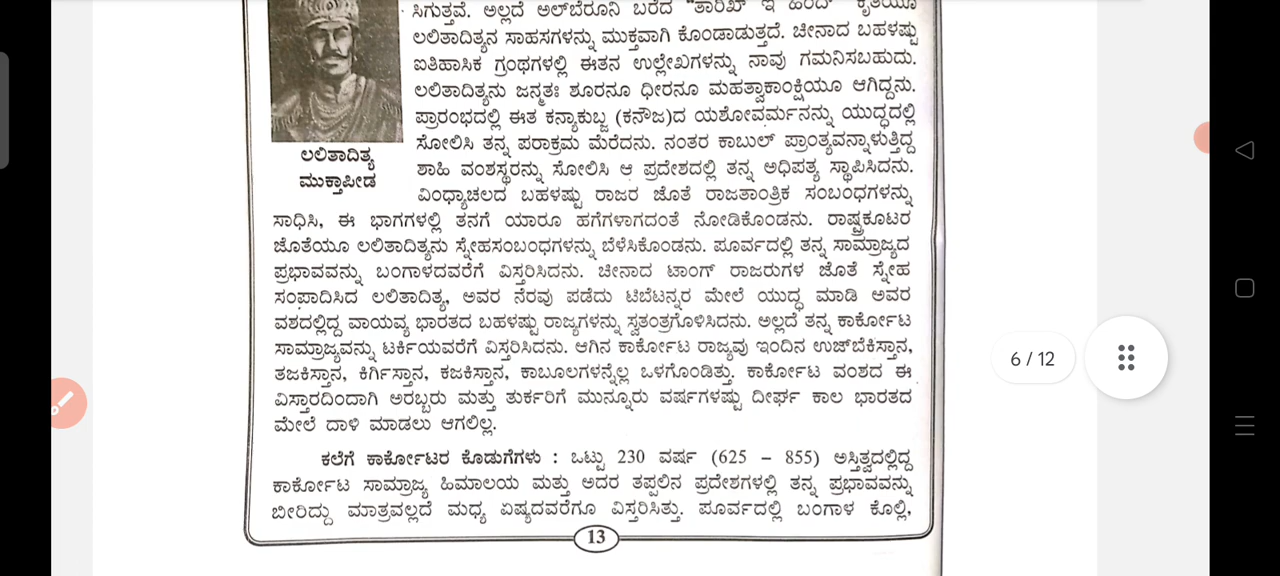 ಸಿಗುತ್ತವೆ. ಅಲ್ಲದೆ ಅಲ್‌ಬೆರೂನಿ ಬರೆದ "ತಾರಿಖ್ ಇ ಹಿಂದ್" ಕೃತಿಯೂ
ಲಲಿತಾದಿತ್ಯನ ಸಾಹಸಗಳನ್ನು ಮುಕ್ತವಾಗಿ ಕೊಂಡಾಡುತ್ತದೆ. ಚೀನಾದ ಬಹಳಷ್ಟು
ಐತಿಹಾಸಿಕ ಗ್ರಂಥಗಳಲ್ಲಿ ಈತನ ಉಲ್ಲೇಖಗಳನ್ನು ನಾವು ಗಮನಿಸಬಹುದು.
ಲಲಿತಾದಿತ್ಯನು ಜನ್ಮತಃ ಶೂರನೂ ಧೀರನೂ ಮಹತ್ವಾಕಾಂಕ್ಷಿಯೂ ಆಗಿದ್ದನು.
ಪ್ರಾರಂಭದಲ್ಲಿ ಈತ ಕನ್ಯಾಕುಬ್ಜ (ಕನೌಜ)ದ ಯಶೋವರ್ಮನನ್ನು ಯುದ್ಧದಲ್ಲಿ
ಸೋಲಿಸಿ ತನ್ನ ಪರಾಕ್ರಮ ಮೆರೆದನು. ನಂತರ ಕಾಬುಲ್ ಪ್ರಾಂತ್ಯವನ್ನಾಳುತ್ತಿದ್ದ
ಶಾಹಿ ವಂಶಸ್ಥರನ್ನು ಸೋಲಿಸಿ ಆ ಪ್ರದೇಶದಲ್ಲಿ ತನ್ನ ಅಧಿಪತ್ಯ ಸ್ಥಾಪಿಸಿದನು.
ಲಲಿತಾದಿತ್ಯ
ಮುಕ್ತಾಪೀಡ
ವಿಂಧ್ಯಾಚಲದ ಬಹಳಷ್ಟು ರಾಜರ ಜೊತೆ ರಾಜತಾಂತ್ರಿಕ ಸಂಬಂಧಗಳನ್ನು
ಸಾಧಿಸಿ, ಈ ಭಾಗಗಳಲ್ಲಿ ತನಗೆ ಯಾರೂ ಹಗೆಗಳಾಗದಂತೆ ನೋಡಿಕೊಂಡನು. ರಾಷ್ಟ್ರಕೂಟರ
ಜೊತೆಯೂ ಲಲಿತಾದಿತ್ಯನು ಸ್ನೇಹಸಂಬಂಧಗಳನ್ನು ಬೆಳೆಸಿಕೊಂಡನು. ಪೂರ್ವದಲ್ಲಿ ತನ್ನ ಸಾಮ್ರಾಜ್ಯದ
ಪ್ರಭಾವವನ್ನು ಬಂಗಾಳದವರೆಗೆ ವಿಸ್ತರಿಸಿದನು. ಚೀನಾದ ಟಾಂಗ್ ರಾಜರುಗಳ ಜೊತೆ ಸ್ನೇಹ
ಸಂಪಾದಿಸಿದ ಲಲಿತಾದಿತ್ಯ, ಅವರ ನೆರವು ಪಡೆದು ಟಿಬೆಟನ್ನರ ಮೇಲೆ ಯುದ್ಧ ಮಾಡಿ ಅವರ
ವಶದಲ್ಲಿದ್ದ ವಾಯವ್ಯ ಭಾರತದ ಬಹಳಷ್ಟು ರಾಜ್ಯಗಳನ್ನು ಸ್ವತಂತ್ರಗೊಳಿಸಿದನು. ಅಲ್ಲದೆ ತನ್ನ ಕಾರ್ಕೋಟ
ಸಾಮ್ರಾಜ್ಯವನ್ನು ಟರ್ಕಿಯವರೆಗೆ ವಿಸ್ತರಿಸಿದನು. ಆಗಿನ ಕಾರ್ಕೋಟ ರಾಜ್ಯವು ಇಂದಿನ ಉಜ್‌ಬೆಕಿಸ್ತಾನ,
ತಜಕಿಸ್ತಾನ, ಕಿರ್ಗಿಸ್ತಾನ, ಕಜಕಿಸ್ತಾನ, ಕಾಬೂಲಗಳನ್ನೆಲ್ಲ ಒಳಗೊಂಡಿತ್ತು. ಕಾರ್ಕೋಟ ವಂಶದ ಈ
ವಿಸ್ತಾರದಿಂದಾಗಿ ಅರಬ್ಬರು ಮತ್ತು ತುರ್ಕರಿಗೆ ಮುನ್ನೂರು ವರ್ಷಗಳಷ್ಟು ದೀರ್ಘ ಕಾಲ ಭಾರತದ
ಮೇಲೆ ದಾಳಿ ಮಾಡಲು ಆಗಲಿಲ್ಲ.
ಕಲೆಗೆ ಕಾರ್ಕೋಟರ ಕೊಡುಗೆಗಳು : ಒಟ್ಟು 230 ವರ್ಷ (625 – 855) ಅಸ್ತಿತ್ವದಲ್ಲಿದ್ದ
ಕಾರ್ಕೋಟ ಸಾಮ್ರಾಜ್ಯ ಹಿಮಾಲಯ ಮತ್ತು ಅದರ ತಪ್ಪಲಿನ ಪ್ರದೇಶಗಳಲ್ಲಿ ತನ್ನ ಪ್ರಭಾವವನ್ನು
ಬೀರಿದ್ದು ಮಾತ್ರವಲ್ಲದೆ ಮಧ್ಯ ಏಷ್ಯದವರೆಗೂ ವಿಸ್ತರಿಸಿತ್ತು. ಪೂರ್ವದಲ್ಲಿ ಬಂಗಾಳ ಕೊಲ್ಲಿ,
13
6 / 12